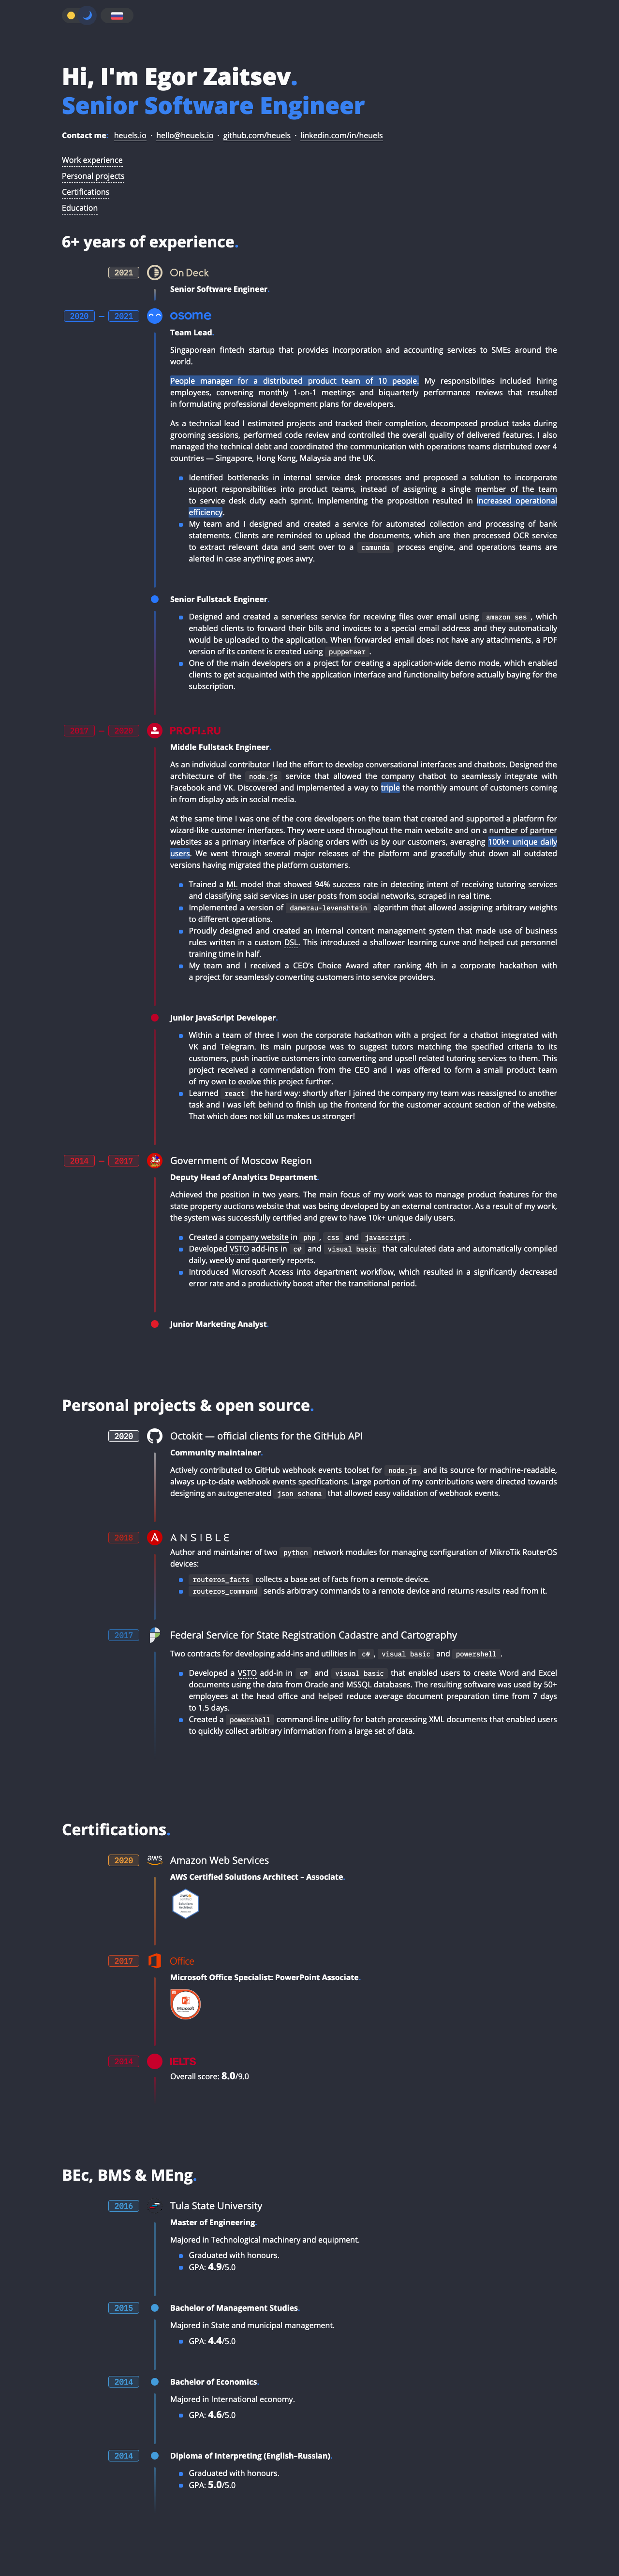 Hi, I'm Egor Zaitsev.
Senior Software Engineer
Contact me: heuels.io · hello@heuels.io · github.com/heuels · linkedin.com/in/heuels
Work experience
Personal projects
Certifications
Education
6+ years of experience.
2021 On Deck
Senior Software Engineer.
2020 — 2021 osome
Team Lead.
Singaporean fintech startup that provides incorporation and accounting services to SMEs around the
world.
People manager for a distributed product team of 10 people. My responsibilities included hiring
employees, convening monthly 1-on-1 meetings and biquarterly performance reviews that resulted
in formulating professional development plans for developers.
As a technical lead I estimated projects and tracked their completion, decomposed product tasks during
grooming sessions, performed code review and controlled the overall quality of delivered features. I also
managed the technical debt and coordinated the communication with operations teams distributed over 4
countries — Singapore, Hong Kong, Malaysia and the UK.
Identified bottlenecks in internal service desk processes and proposed a solution to incorporate
support responsibilities into product teams, instead of assigning a single member of the team
to service desk duty each sprint. Implementing the proposition resulted in increased operational
efficiency.
My team and I designed and created a service for automated collection and processing of bank
statements. Clients are reminded to upload the documents, which are then processed OCR service
to extract relevant data and sent over to a camunda process engine, and operations teams are
alerted in case anything goes awry.
Senior Fullstack Engineer.
Designed and created a serverless service for receiving files over email using amazon ses, which
enabled clients to forward their bills and invoices to a special email address and they automatically
would be uploaded to the application. When forwarded email does not have any attachments, a PDF
version of its content is created using puppeteer.
One of the main developers on a project for creating a application-wide demo mode, which enabled
clients to get acquainted with the application interface and functionality before actually baying for the
subscription.
2017 — 2020 PROFI.RU
Middle Fullstack Engineer.
As an individual contributor I led the effort to develop conversational interfaces and chatbots. Designed the
architecture of the node.js service that allowed the company chatbot to seamlessly integrate with
Facebook and VK. Discovered and implemented a way to triple the monthly amount of customers coming
in from display ads in social media.
At the same time I was one of the core developers on the team that created and supported a platform for
wizard-like customer interfaces. They were used throughout the main website and on a number of partner
websites as a primary interface of placing orders with us by our customers, averaging 100k+ unique daily
users. We went through several major releases of the platform and gracefully shut down all outdated
versions having migrated the platform customers.
Trained a ML model that showed 94% success rate in detecting intent of receiving tutoring services
and classifying said services in user posts from social networks, scraped in real time.
Implemented a version of damerau-levenshtein algorithm that allowed assigning arbitrary weights
to different operations.
Proudly designed and created an internal content management system that made use of business
rules written in a custom DSL. This introduced a shallower learning curve and helped cut personnel
training time in half.
My team and I received a CEO's Choice Award after ranking 4th in a corporate hackathon with
a project for seamlessly converting customers into service providers.
Junior JavaScript Developer.
Within a team of three I won the corporate hackathon with a project for a chatbot integrated with
VK and Telegram. Its main purpose was to suggest tutors matching the specified criteria to its
customers, push inactive customers into converting and upsell related tutoring services to them. This
project received a commendation from the CEO and I was offered to form a small product team
of my own to evolve this project further.
Learned react the hard way: shortly after I joined the company my team was reassigned to another
task and I was left behind to finish up the frontend for the customer account section of the website.
That which does not kill us makes us stronger!
2014 — 2017 Government of Moscow Region
Deputy Head of Analytics Department.
Achieved the position in two years. The main focus of my work was to manage product features for the
state property auctions website that was being developed by an external contractor. As a result of my work,
the system was successfully certified and grew to have 10k+ unique daily users.
Created a company website in php, css and javascript.
Developed VSTO add-ins in c# and visual basic that calculated data and automatically compiled
daily, weekly and quarterly reports.
Introduced Microsoft Access into department workflow, which resulted in a significantly decreased
error rate and a productivity boost after the transitional period.
Junior Marketing Analyst.
Personal projects & open source.
2020 Octokit — official clients for the GitHub API
Community maintainer.
Actively contributed to GitHub webhook events toolset for node.js and its source for machine-readable,
always up-to-date webhook events specifications. Large portion of my contributions were directed towards
designing an autogenerated json schema that allowed easy validation of webhook events.
2018 ANSIBLE
Author and maintainer of two python network modules for managing configuration of MikroTik RouterOS
devices:
routeros_facts collects a base set of facts from a remote device.
routeros_command sends arbitrary commands to a remote device and returns results read from it.
2017 Federal Service for State Registration Cadastre and Cartography
Two contracts for developing add-ins and utilities in c#, visual basic and powershell.
Developed a VSTO add-in in c# and visual basic that enabled users to create Word and Excel
documents using the data from Oracle and MSSQL databases. The resulting software was used by 50+
employees at the head office and helped reduce average document preparation time from 7 days
to 1.5 days.
Created a powershell command-line utility for batch processing XML documents that enabled users
to quickly collect arbitrary information from a large set of data.
Certifications.
2020 aws Amazon Web Services
AWS Certified Solutions Architect – Associate.
2017 Office
Microsoft Office Specialist: PowerPoint Associate.
Microsoft
2014 IELTS
Overall score: 8.0/9.0
BEc, BMS & MEng.
2016 Tula State University
Master of Engineering.
Majored in Technological machinery and equipment.
Graduated with honours.
GPA: 4.9/5.0
2015 Bachelor of Management Studies.
Majored in State and municipal management.
GPA: 4.4/5.0
2014 Bachelor of Economics.
Majored in International economy.
GPA: 4.6/5.0
2014 Diploma of Interpreting (English–Russian).
Graduated with honours.
GPA: 5.0/5.0